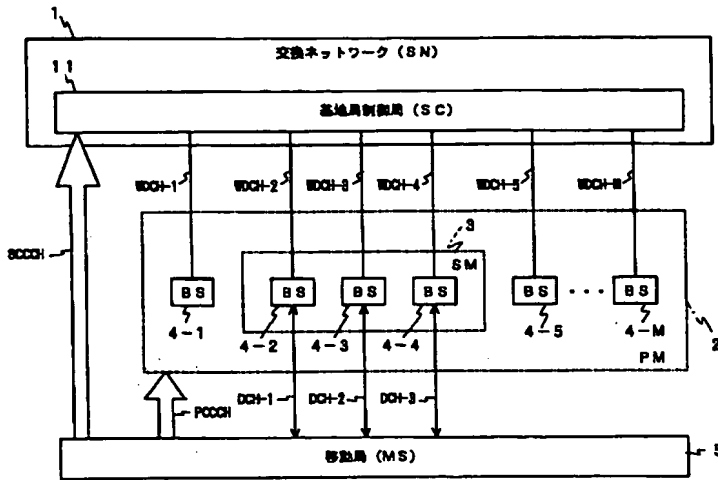 1
交換ネットワーク(SN)
11
基地局制御局(SC)
WDCH-1 WDCH-2 WDCH-3 WDCH-4 WDCH-5 WDCH-M
SCCCH
3
SM
BS BS BS BS BS ・・・ BS
4-1 4-2 4-3 4-4 4-5 4-M
2
PM
PCCCH
DCH-1 DCH-2 DCH-3
移動局(MS)
5